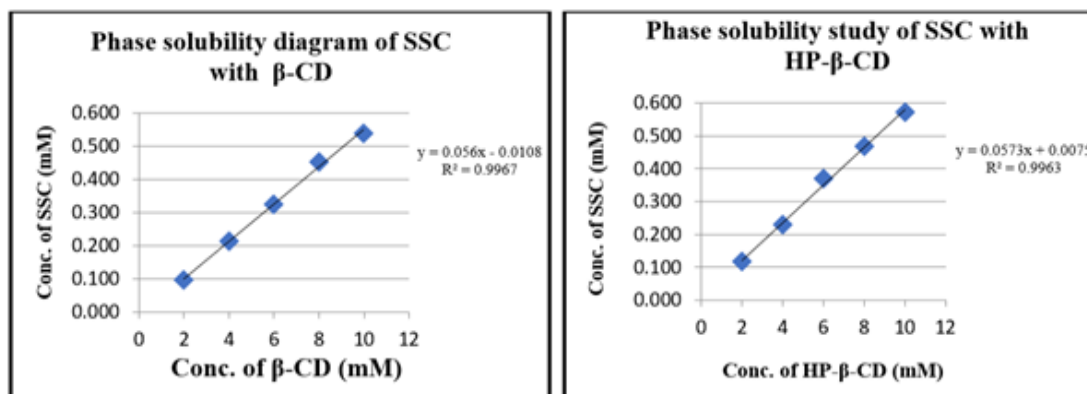 Phase solubility diagram of SSC
with β-CD
Conc. of SSC (mM)
0.600
0.500
0.400
0.300
0.200
0.100
0.000
0 2 4 6 8 10 12
Conc. of β-CD (mM)
y = 0.056x - 0.0108
R² = 0.9967
Phase solubility study of SSC with
HP-β-CD
Conc. of SSC (mM)
0.600
0.500
0.400
0.300
0.200
0.100
0.000
0 2 4 6 8 10 12
Conc. of HP-β-CD (mM)
y = 0.0573x + 0.0075
R² = 0.9963